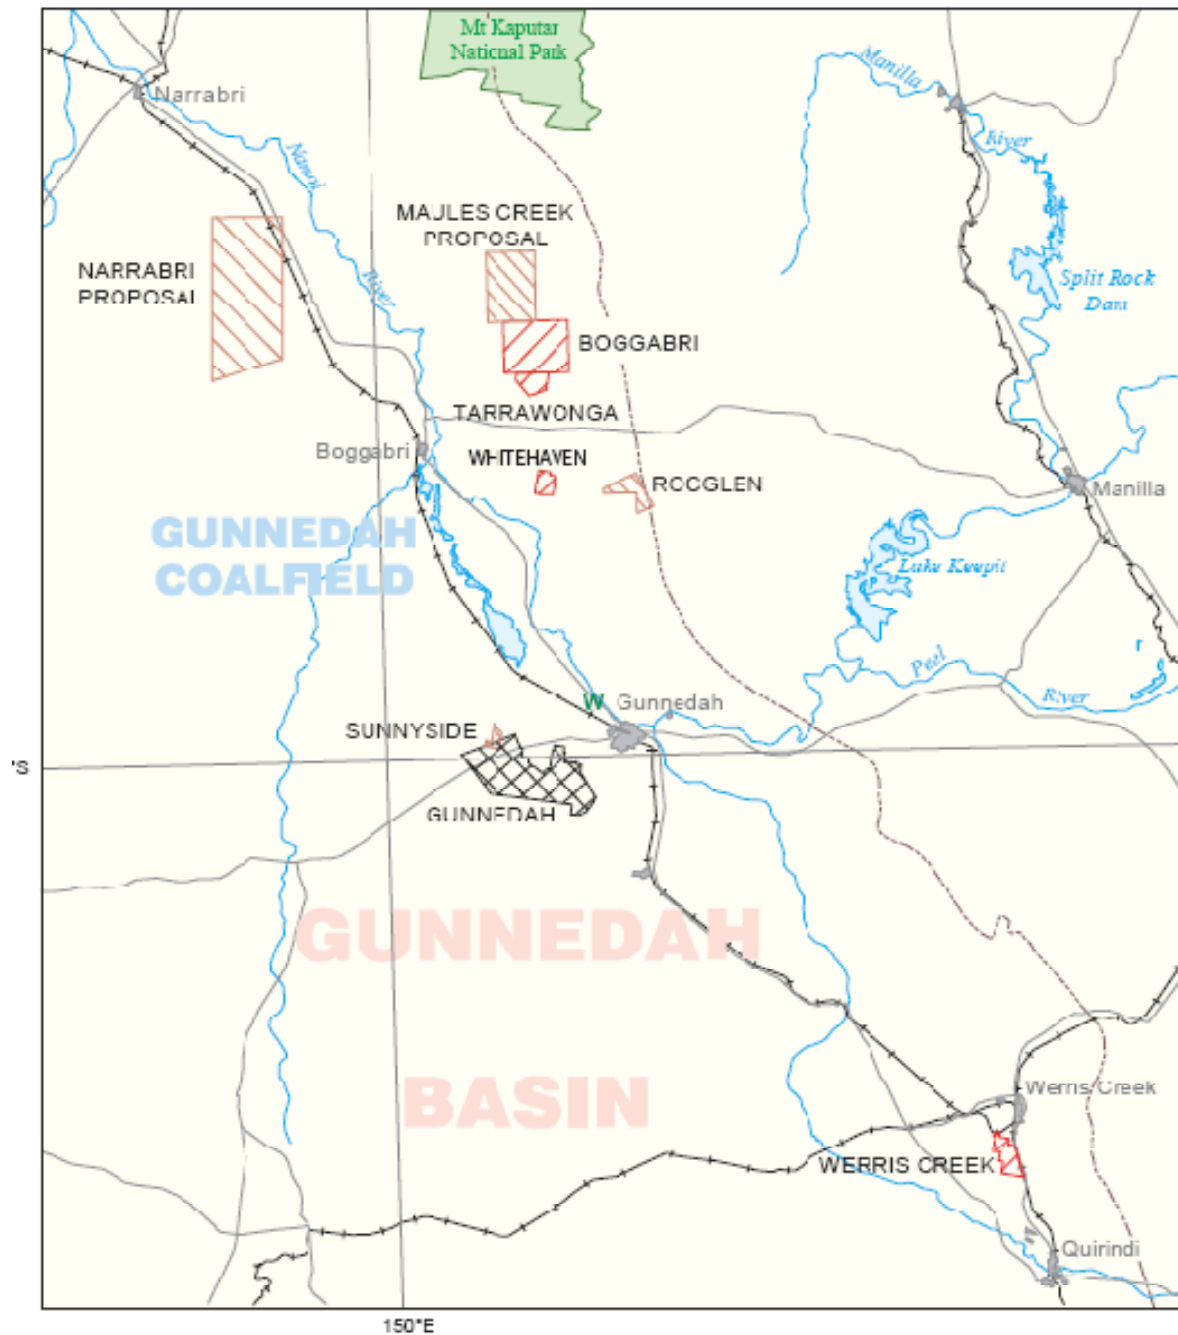 Mt Kaputar
National Park
Manilla
River
Narrabri
Namoi
River
MAULES CREEK
PROPOSAL
NARRABRI
PROPOSAL
Split Rock
Dam
BOGGABRI
TARRAWONGA
Boggabri
WHITEHAVEN
ROCGLEN
Manilla
GUNNEDAH
COALFIELD
Lake Keepit
Peel
River
r
W
Gunnedah
SUNNYSIDE
S
GUNNEDAH
GUNNEDAH
BASIN
Werris Creek
WERRIS CREEK
Quirindi
150°E